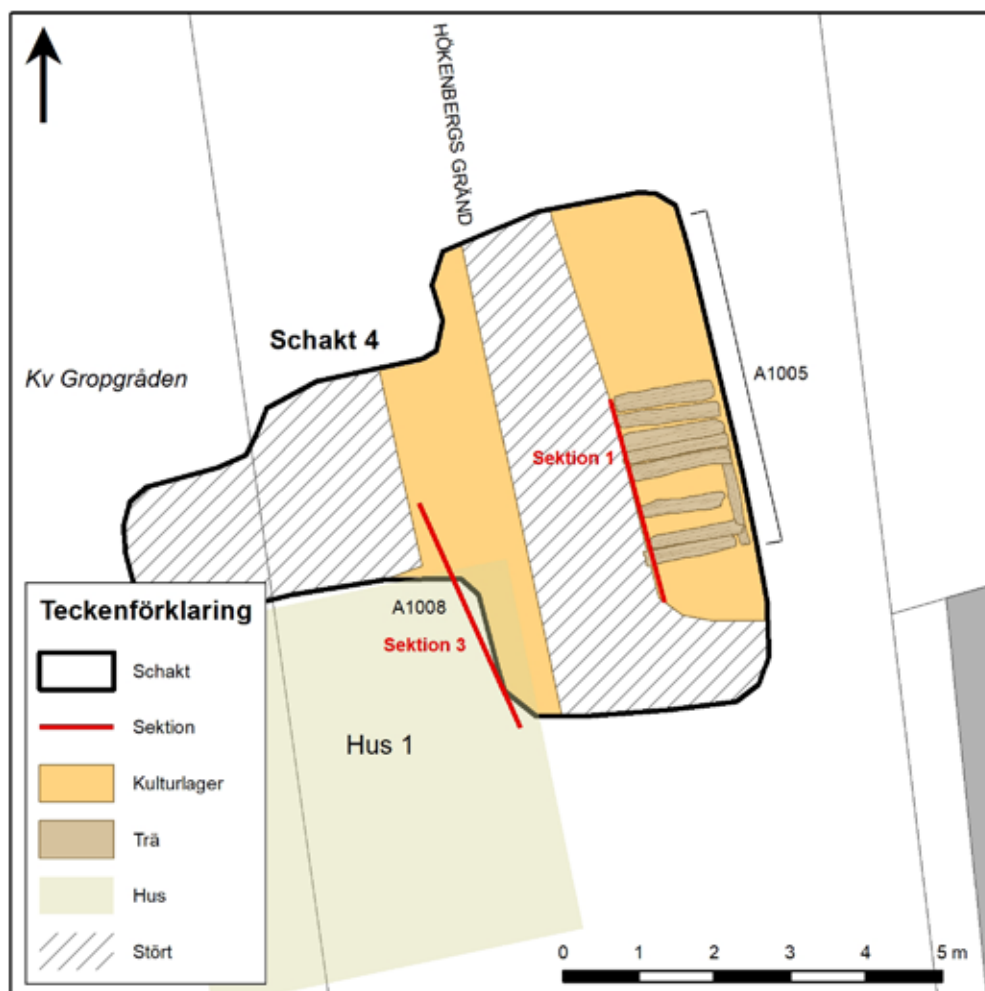 HÖKENBERGS GRÄND
Schakt 4
Kv Gropgråden
A1005
Sektion 1
A1008
Sektion 3
Hus 1
Teckenförklaring
Schakt
Sektion
Kulturlager
Trä
Hus
Stört
0 1 2 3 4 5 m